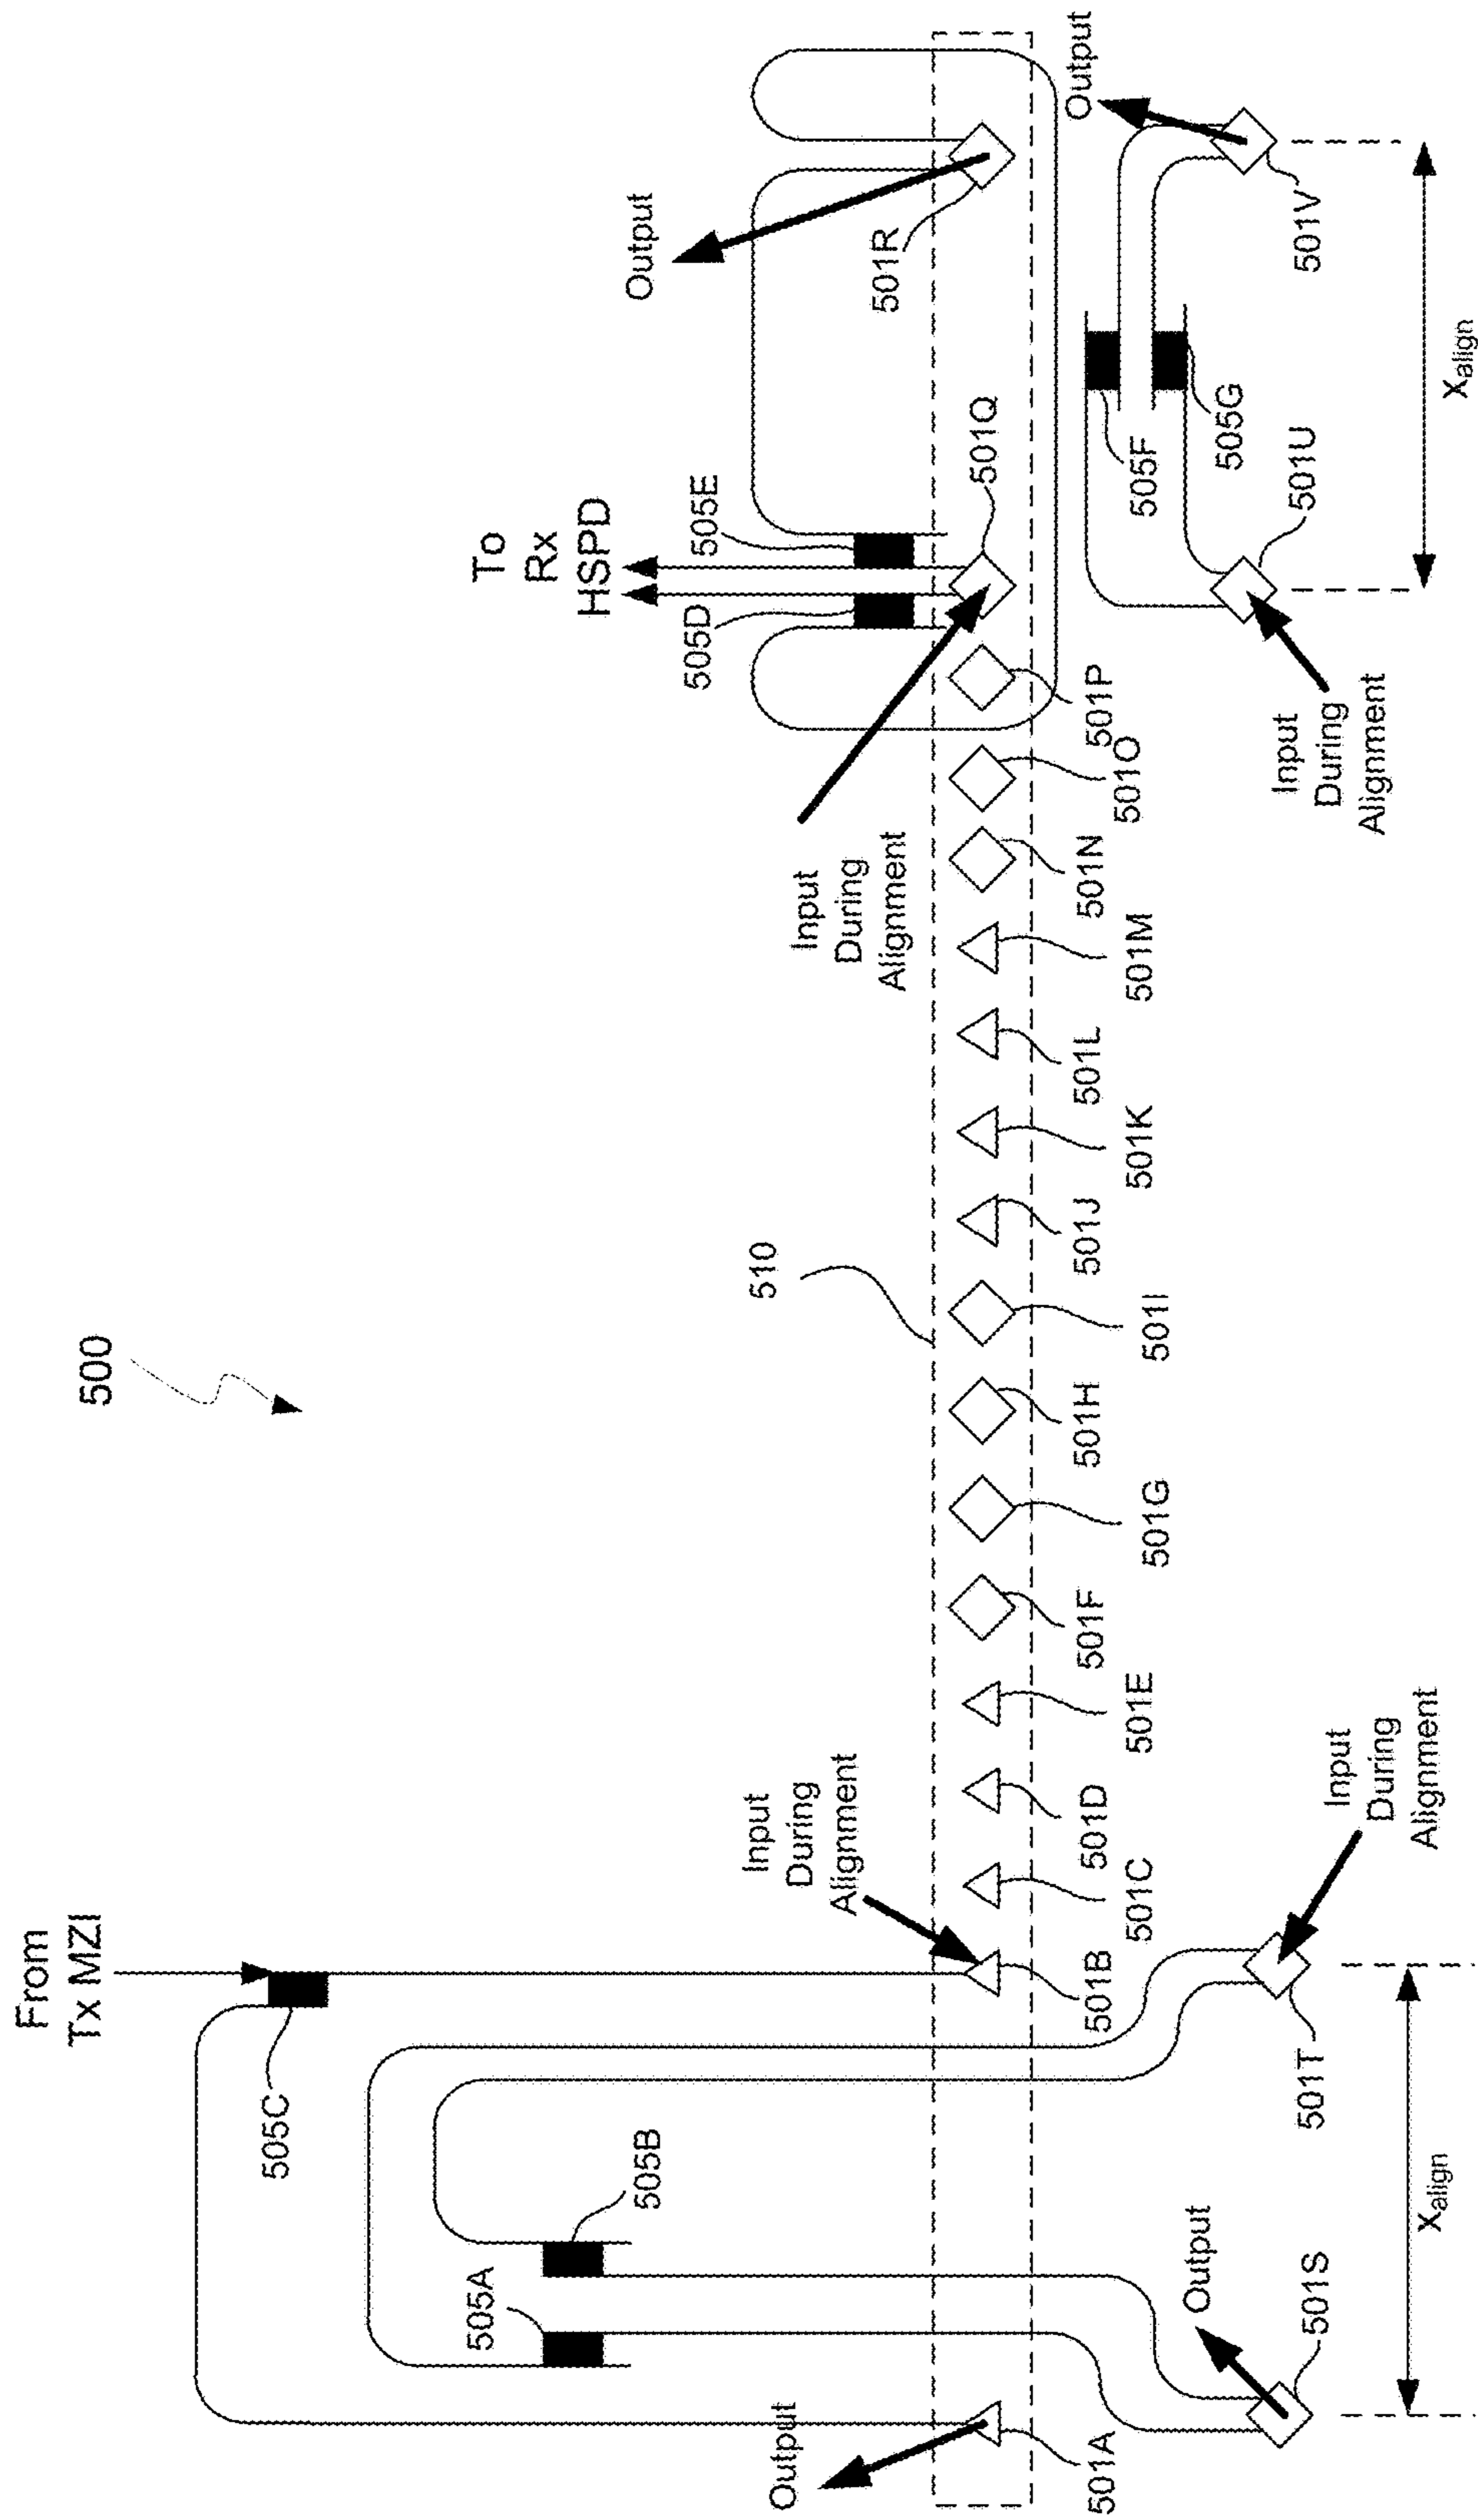 500
From
Tx MZI
505C
505B
505A
Output
501A
Output
501S
Xalign
501T
Input
During
Alignment
Input
During
Alignment
501B
501C
501D
501E
501F
501G
501H
501I
510
501J
501K
501L
501M
501N
501O
501P
Input
During
Alignment
To
Rx
HSPD
505D
505E
501Q
501R
Output
Output
501V
505F
505G
501U
Input
During
Alignment
Xalign